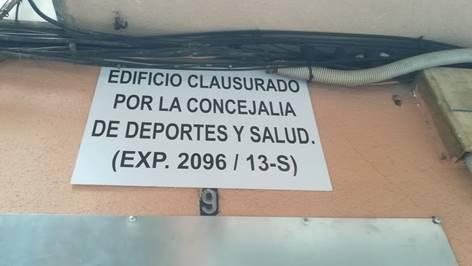 EDIFICIO CLAUSURADO
POR LA CONCEJALIA
DE DEPORTES Y SALUD.
(EXP. 2096 / 13-S)
9